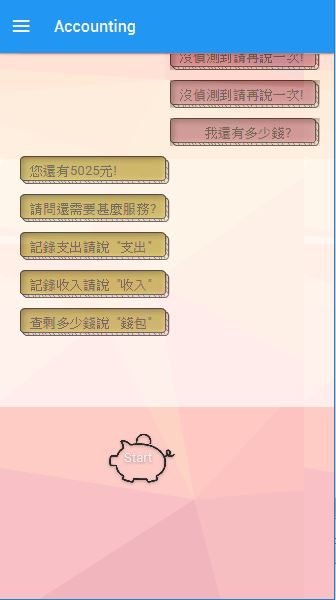 Accounting
沒偵測到請再說一次!
沒偵測到請再說一次!
我還有多少錢?
您還有5025元!
請問還需要甚麼服務?
記錄支出請說 "支出"
記錄收入請說 "收入"
查剩多少錢說 "錢包"
Start